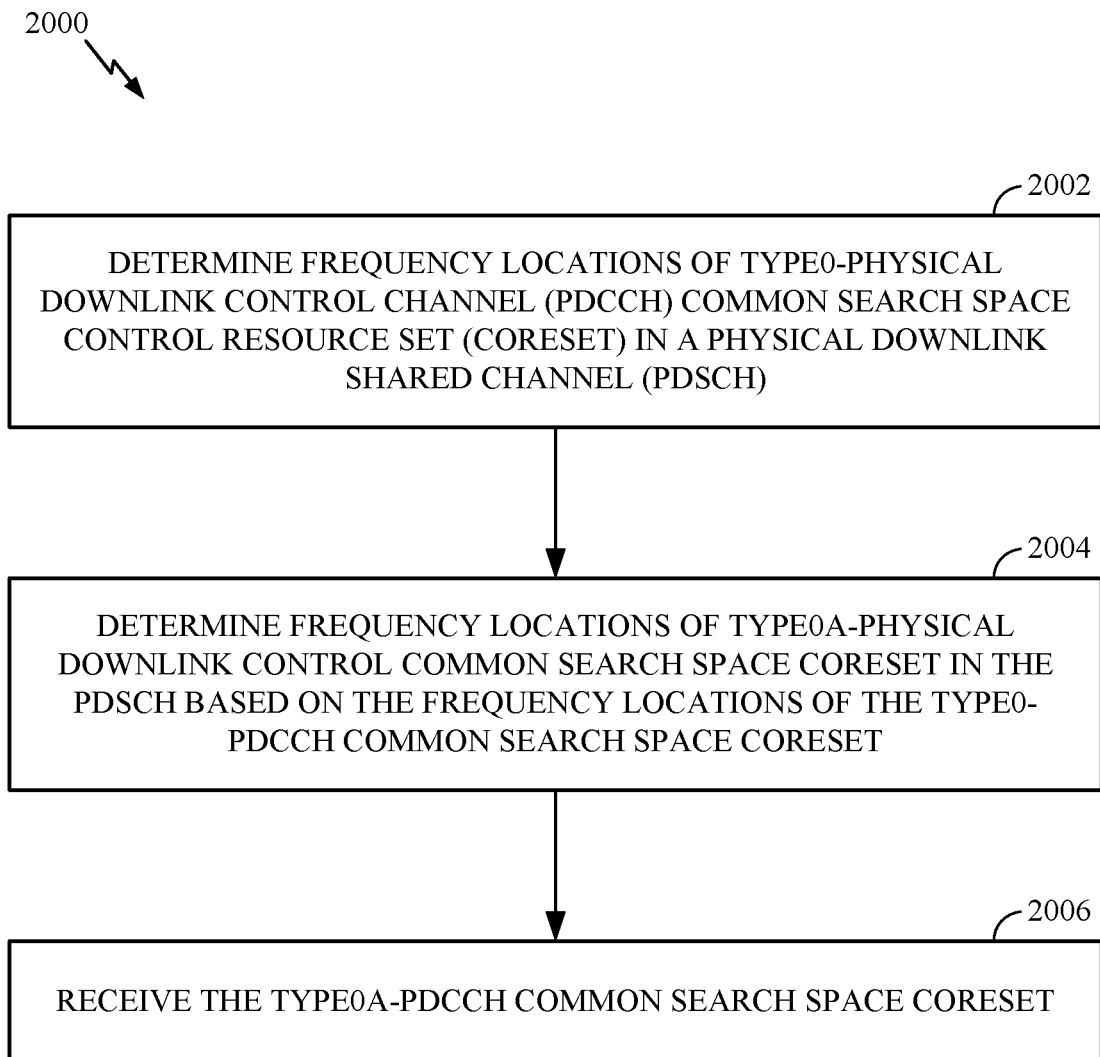 2000
2002
DETERMINE FREQUENCY LOCATIONS OF TYPE0-PHYSICAL
DOWNLINK CONTROL CHANNEL (PDCCH) COMMON SEARCH SPACE
CONTROL RESOURCE SET (CORESET) IN A PHYSICAL DOWNLINK
SHARED CHANNEL (PDSCH)
2004
DETERMINE FREQUENCY LOCATIONS OF TYPE0A-PHYSICAL
DOWNLINK CONTROL COMMON SEARCH SPACE CORESET IN THE
PDSCH BASED ON THE FREQUENCY LOCATIONS OF THE TYPE0-
PDCCH COMMON SEARCH SPACE CORESET
2006
RECEIVE THE TYPE0A-PDCCH COMMON SEARCH SPACE CORESET